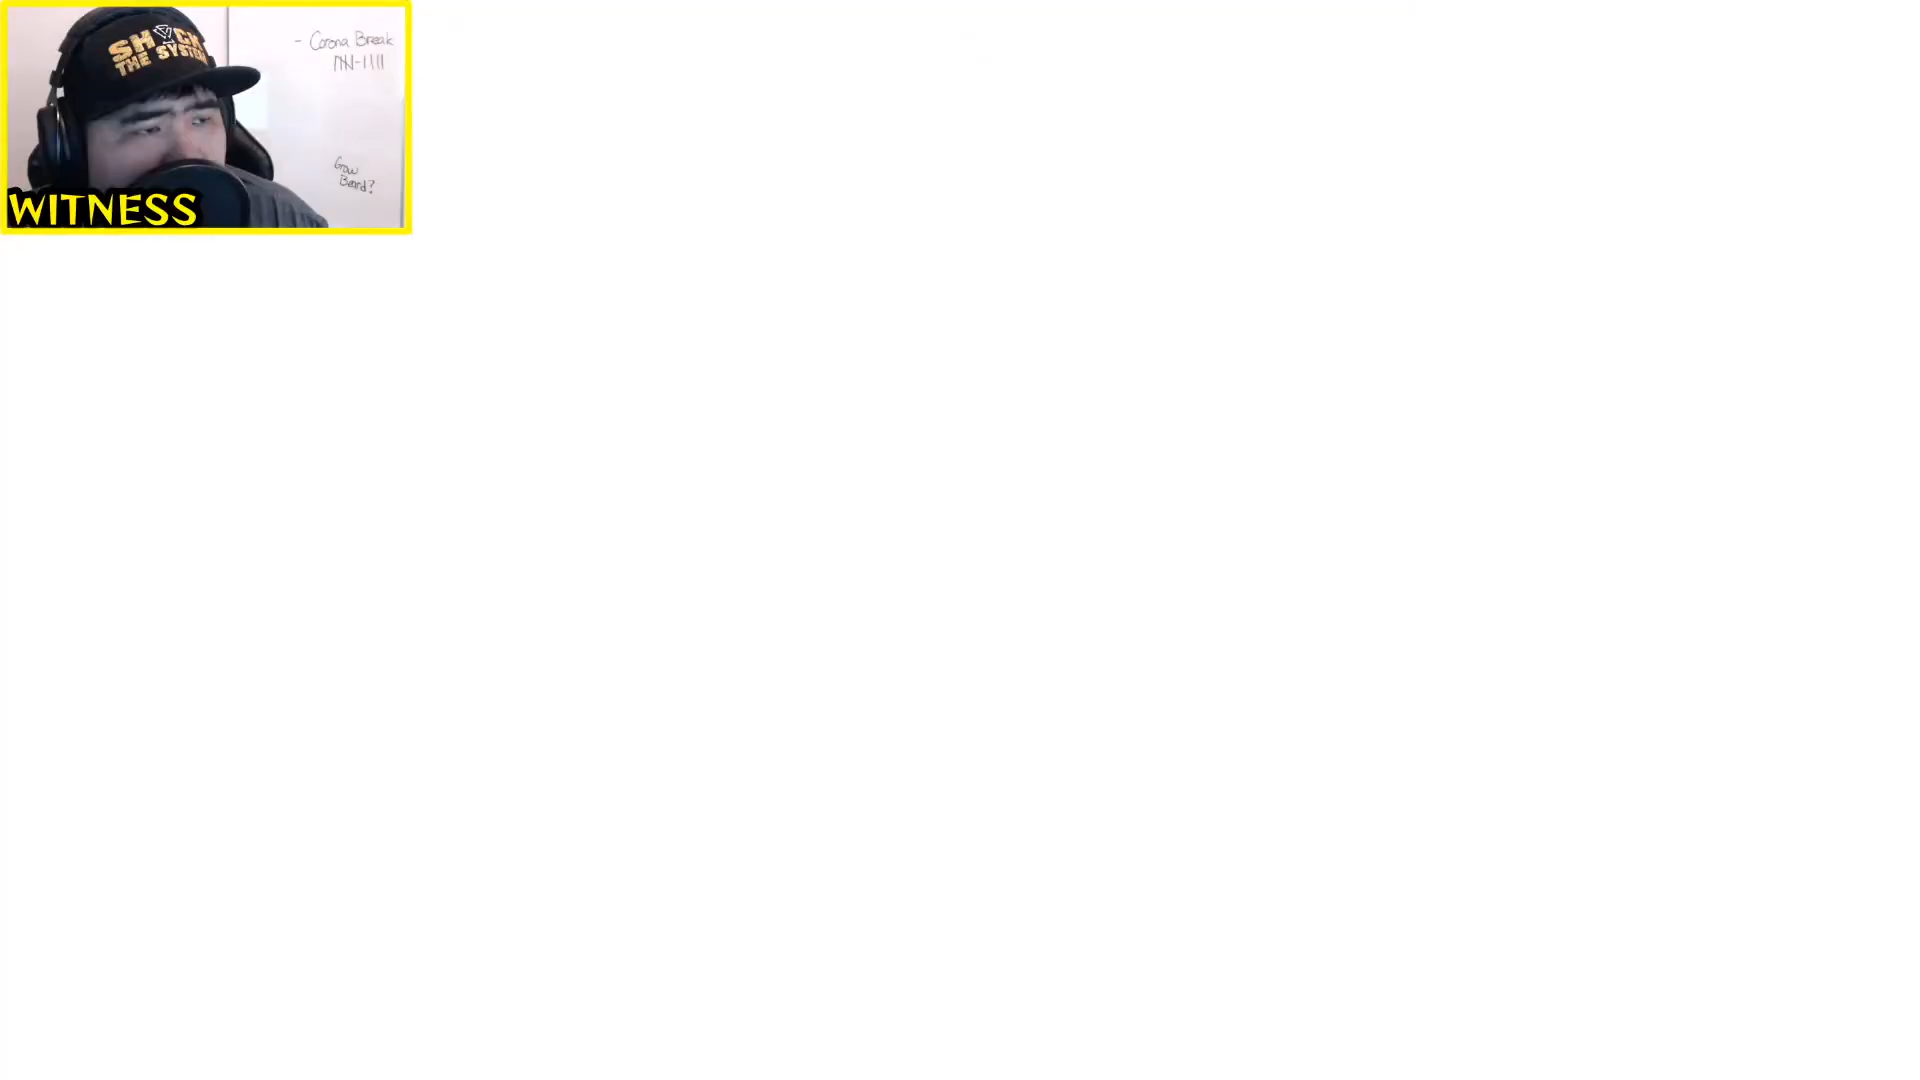 SHOCK
THE SYSTEM
- Corona Break
Grow
Beard?
WITNESS